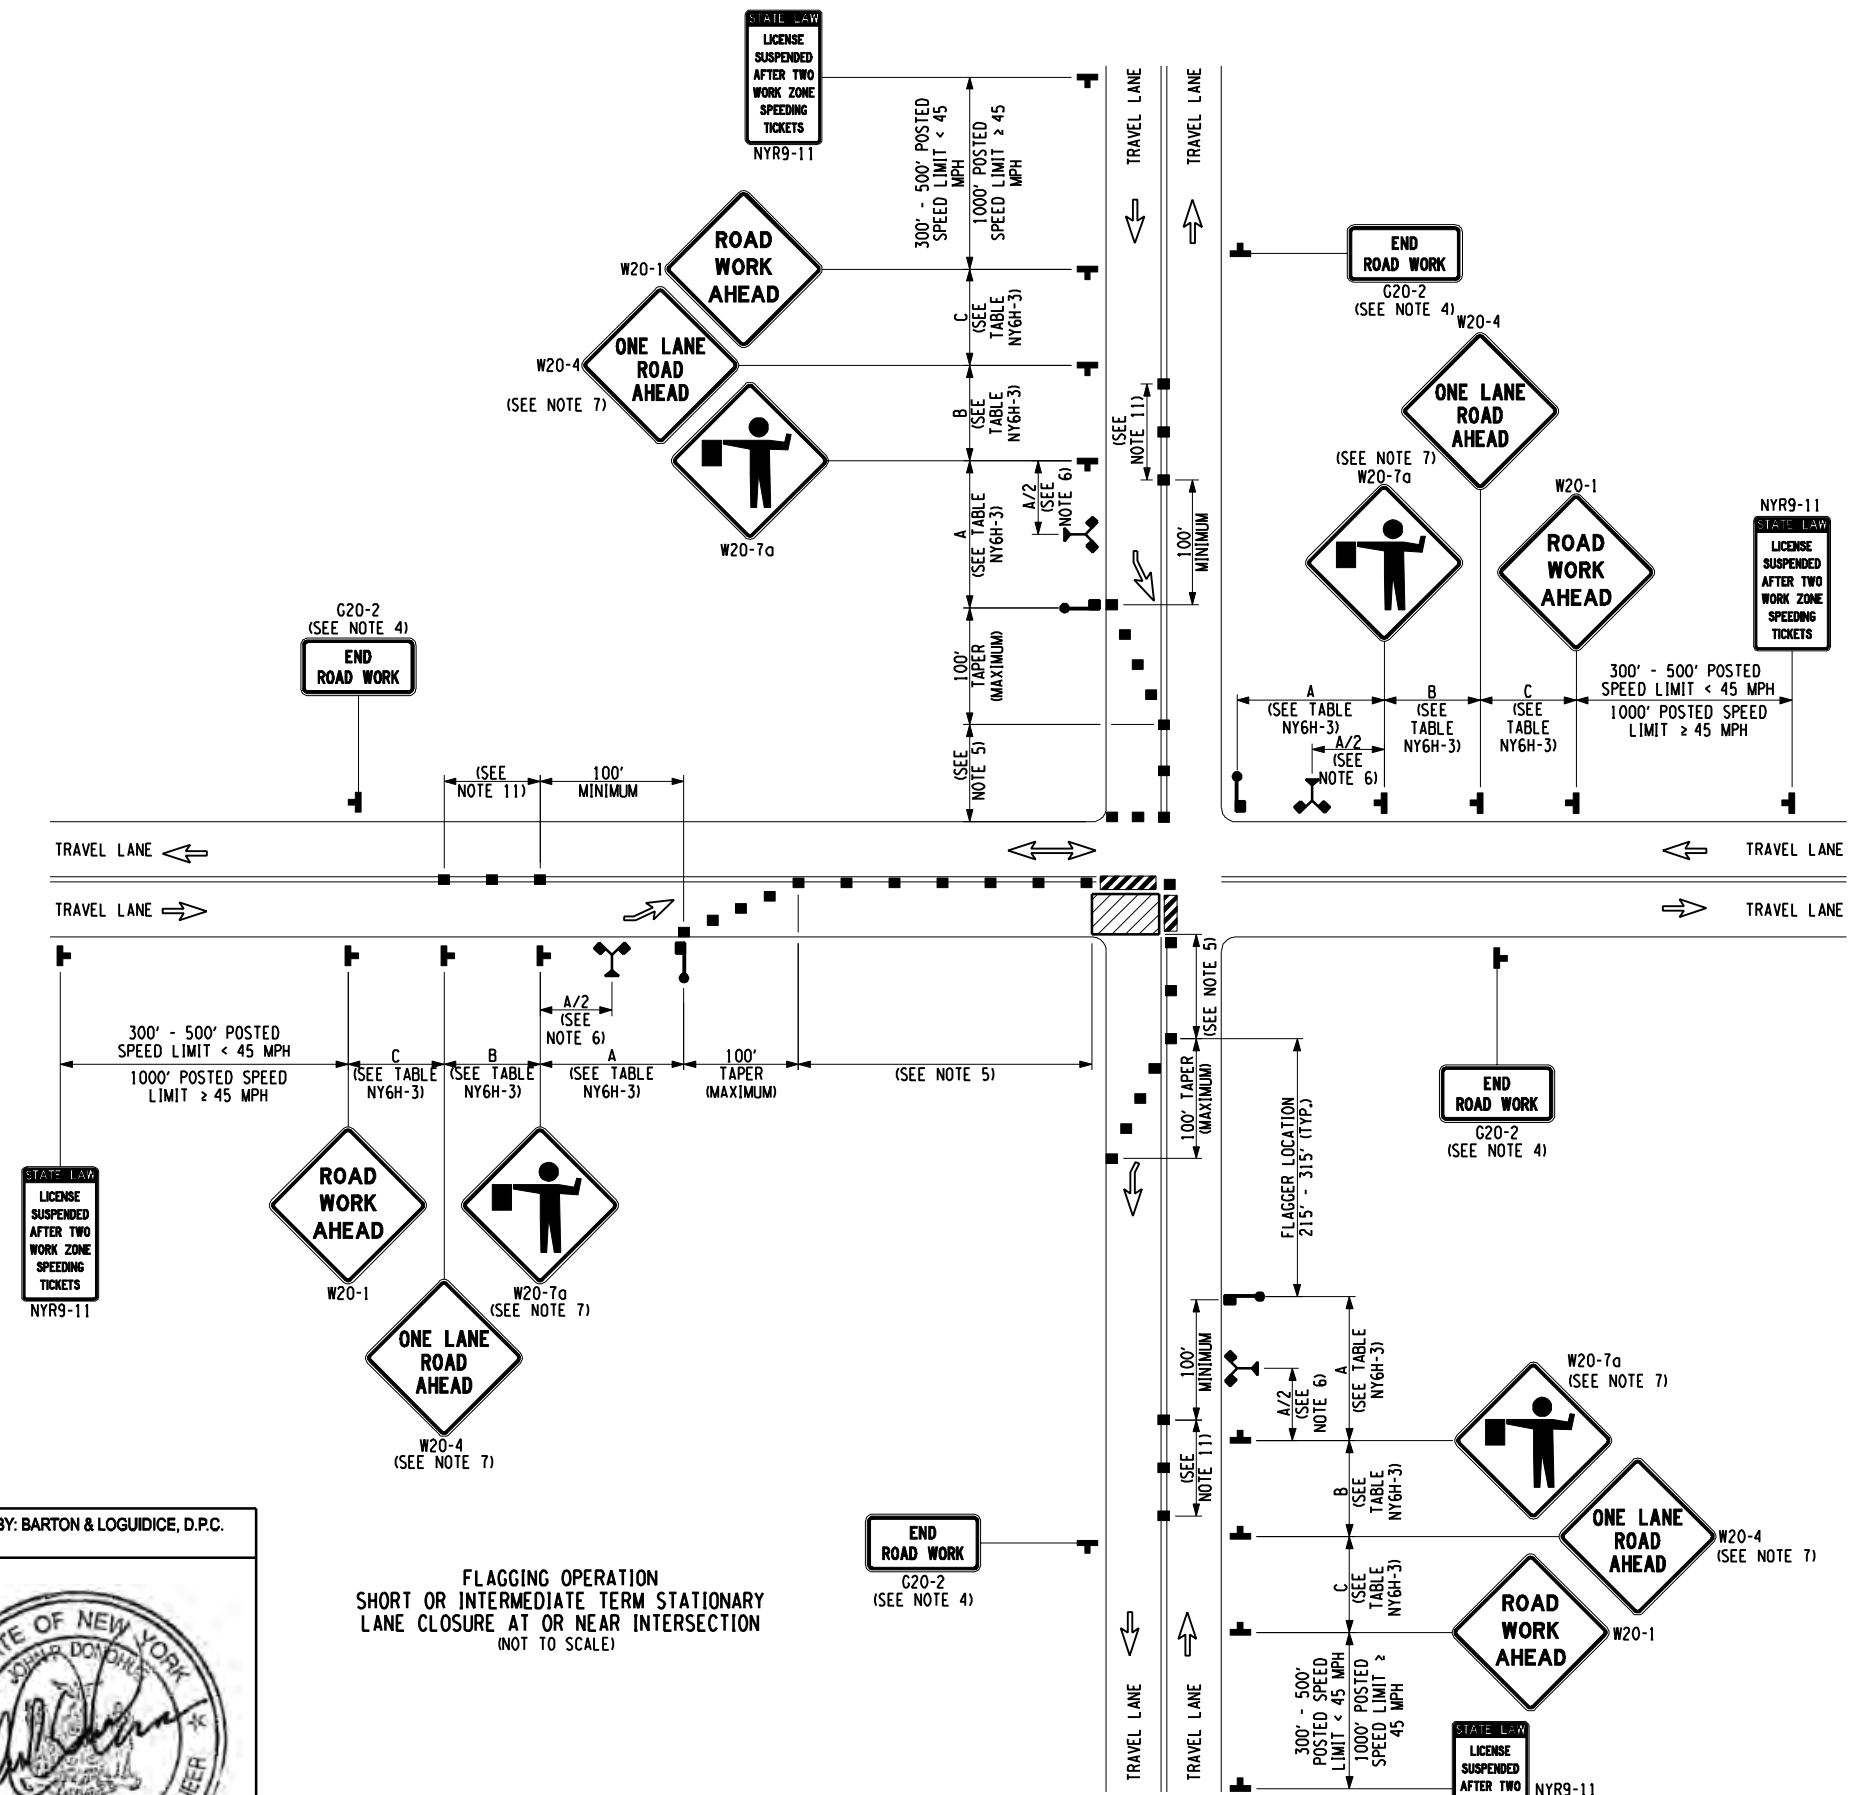 STATE LAW
LICENSE
SUSPENDED
AFTER TWO
WORK ZONE
SPEEDING
TICKETS
NYR9-11
300' - 500' POSTED
SPEED LIMIT < 45
MPH
1000' POSTED
SPEED LIMIT ≥ 45
MPH
TRAVEL LANE
TRAVEL LANE
W20-1
ROAD
WORK
AHEAD
C
(SEE
TABLE
NY6H-3)
W20-4
(SEE NOTE 7)
ONE LANE
ROAD
AHEAD
B
(SEE
TABLE
NY6H-3)
W20-7a
A
(SEE TABLE
NY6H-3)
A/2
(SEE
NOTE 6)
(SEE
NOTE 11)
100'
MINIMUM
100'
TAPER
(MAXIMUM)
(SEE
NOTE 5)
END
ROAD WORK
G20-2
(SEE NOTE 4)
W20-4
ONE LANE
ROAD
AHEAD
(SEE NOTE 7)
W20-7a
W20-1
ROAD
WORK
AHEAD
NYR9-11
STATE LAW
LICENSE
SUSPENDED
AFTER TWO
WORK ZONE
SPEEDING
TICKETS
A
(SEE TABLE
NY6H-3)
B
(SEE
TABLE
NY6H-3)
C
(SEE
TABLE
NY6H-3)
300' - 500' POSTED
SPEED LIMIT < 45 MPH
1000' POSTED SPEED
LIMIT ≥ 45 MPH
A/2
(SEE
NOTE 6)
G20-2
(SEE NOTE 4)
END
ROAD WORK
(SEE
NOTE 11)
100'
MINIMUM
TRAVEL LANE
TRAVEL LANE
TRAVEL LANE
TRAVEL LANE
A/2
(SEE
NOTE 6)
300' - 500' POSTED
SPEED LIMIT < 45 MPH
1000' POSTED SPEED
LIMIT ≥ 45 MPH
C
(SEE TABLE
NY6H-3)
B
(SEE TABLE
NY6H-3)
A
(SEE TABLE
NY6H-3)
100'
TAPER
(MAXIMUM)
(SEE NOTE 5)
STATE LAW
LICENSE
SUSPENDED
AFTER TWO
WORK ZONE
SPEEDING
TICKETS
NYR9-11
ROAD
WORK
AHEAD
W20-1
W20-7a
(SEE NOTE 7)
ONE LANE
ROAD
AHEAD
W20-4
(SEE NOTE 7)
(SEE NOTE 5)
100' TAPER
(MAXIMUM)
FLAGGER LOCATION
215' - 315' (TYP.)
END
ROAD WORK
G20-2
(SEE NOTE 4)
100'
MINIMUM
A/2
(SEE
NOTE 6)
A
(SEE TABLE
NY6H-3)
(SEE
NOTE 11)
B
(SEE
TABLE
NY6H-3)
C
(SEE
TABLE
NY6H-3)
W20-7a
(SEE NOTE 7)
ONE LANE
ROAD
AHEAD
W20-4
(SEE NOTE 7)
ROAD
WORK
AHEAD
W20-1
300' - 500'
POSTED SPEED
LIMIT < 45 MPH
1000' POSTED
SPEED LIMIT ≥
45 MPH
STATE LAW
LICENSE
SUSPENDED
AFTER TWO
NYR9-11
TRAVEL LANE
TRAVEL LANE
END
ROAD WORK
G20-2
(SEE NOTE 4)
FLAGGING OPERATION
SHORT OR INTERMEDIATE TERM STATIONARY
LANE CLOSURE AT OR NEAR INTERSECTION
(NOT TO SCALE)
BY: BARTON & LOGUIDICE, D.P.C.
OF NEW YORK
JOHN P. DONOHUE